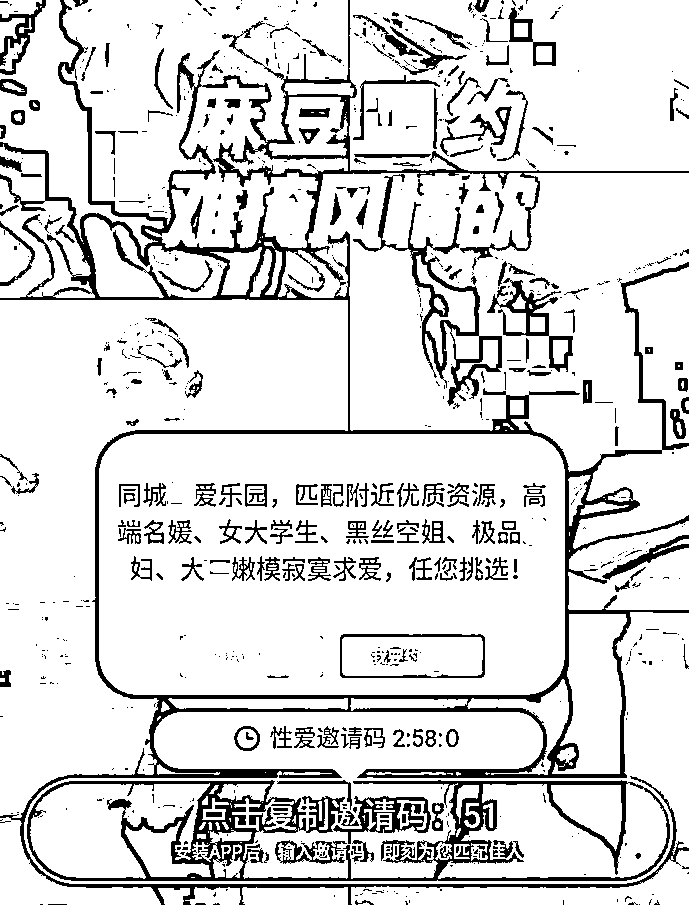 麻豆 约
难掩风情欲
同城 爱乐园，匹配附近优质资源，高
端名媛、女大学生、黑丝空姐、极品
妇、大 嫩模寂寞求爱，任您挑选！
我要约
性爱邀请码 2:58:0
点击复制邀请码：51
安装APP后，输入邀请码，即刻为您匹配佳人